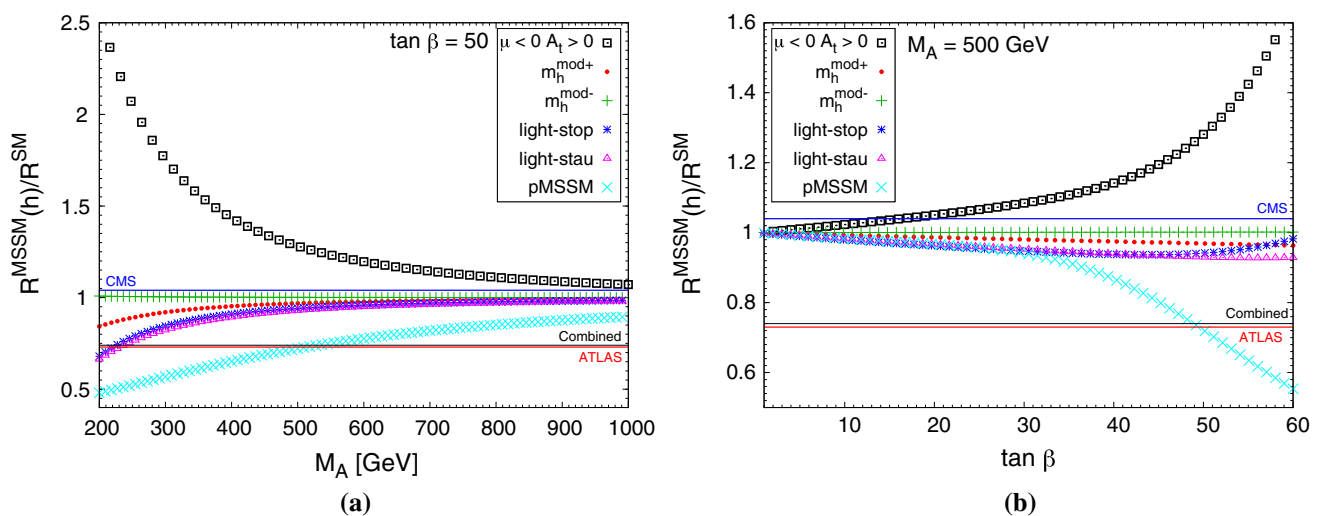 2.5
2
1.5
1
0.5
R^MSSM(h)/R^SM
tan β = 50
μ < 0 A_t > 0
m_h^mod+
m_h^mod-
light-stop
light-stau
pMSSM
CMS
Combined
ATLAS
200 300 400 500 600 700 800 900 1000
M_A [GeV]
(a)
1.6
1.4
1.2
1.0
0.8
0.6
R^MSSM(h)/R^SM
μ < 0 A_t > 0
M_A = 500 GeV
m_h^mod+
m_h^mod-
light-stop
light-stau
pMSSM
CMS
Combined
ATLAS
10 20 30 40 50 60
tan β
(b)